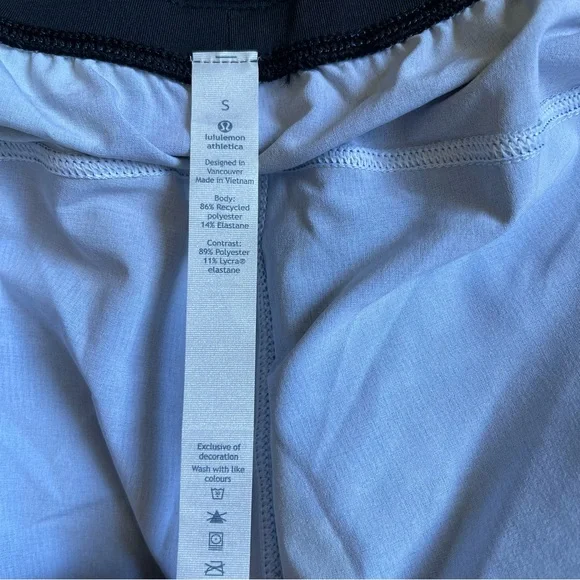 S
lululemon
athletica
Designed in
Vancouver
Made in Vietnam
Body:
86% Recycled
polyester
14% Elastane
Contrast:
89% Polyester
11% Lycra®
elastane
Exclusive of
decoration
Wash with like
colours